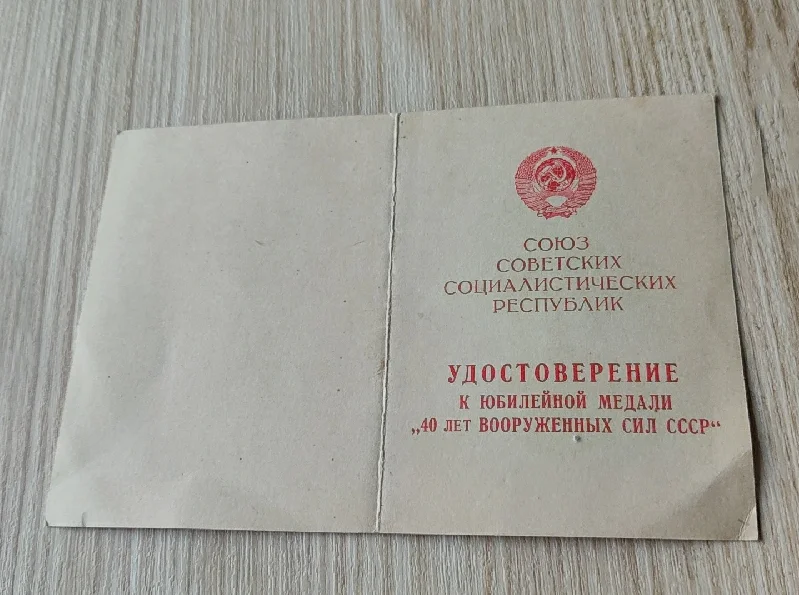 СОЮЗ
СОВЕТСКИХ
СОЦИАЛИСТИЧЕСКИХ
РЕСПУБЛИК
УДОСТОВЕРЕНИЕ
К ЮБИЛЕЙНОЙ МЕДАЛИ
„40 ЛЕТ ВООРУЖЕННЫХ СИЛ СССР“